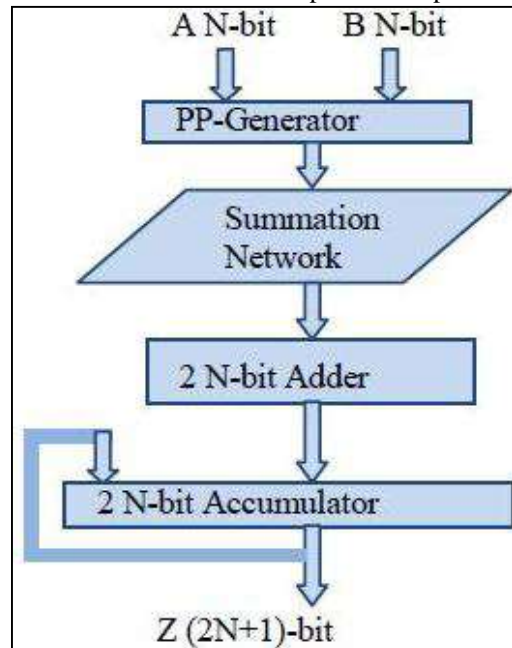 A N-bit B N-bit
PP-Generator
Summation
Network
2 N-bit Adder
2 N-bit Accumulator
Z (2N+1)-bit